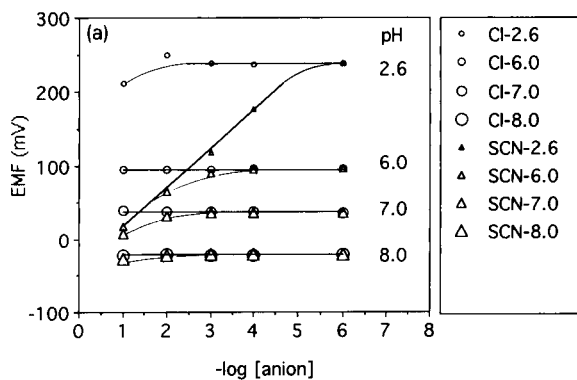 (a)
pH
2.6
6.0
7.0
8.0
300
200
100
0
-100
EMF (mV)
0 1 2 3 4 5 6 7 8
-log [anion]
Cl-2.6
Cl-6.0
Cl-7.0
Cl-8.0
SCN-2.6
SCN-6.0
SCN-7.0
SCN-8.0